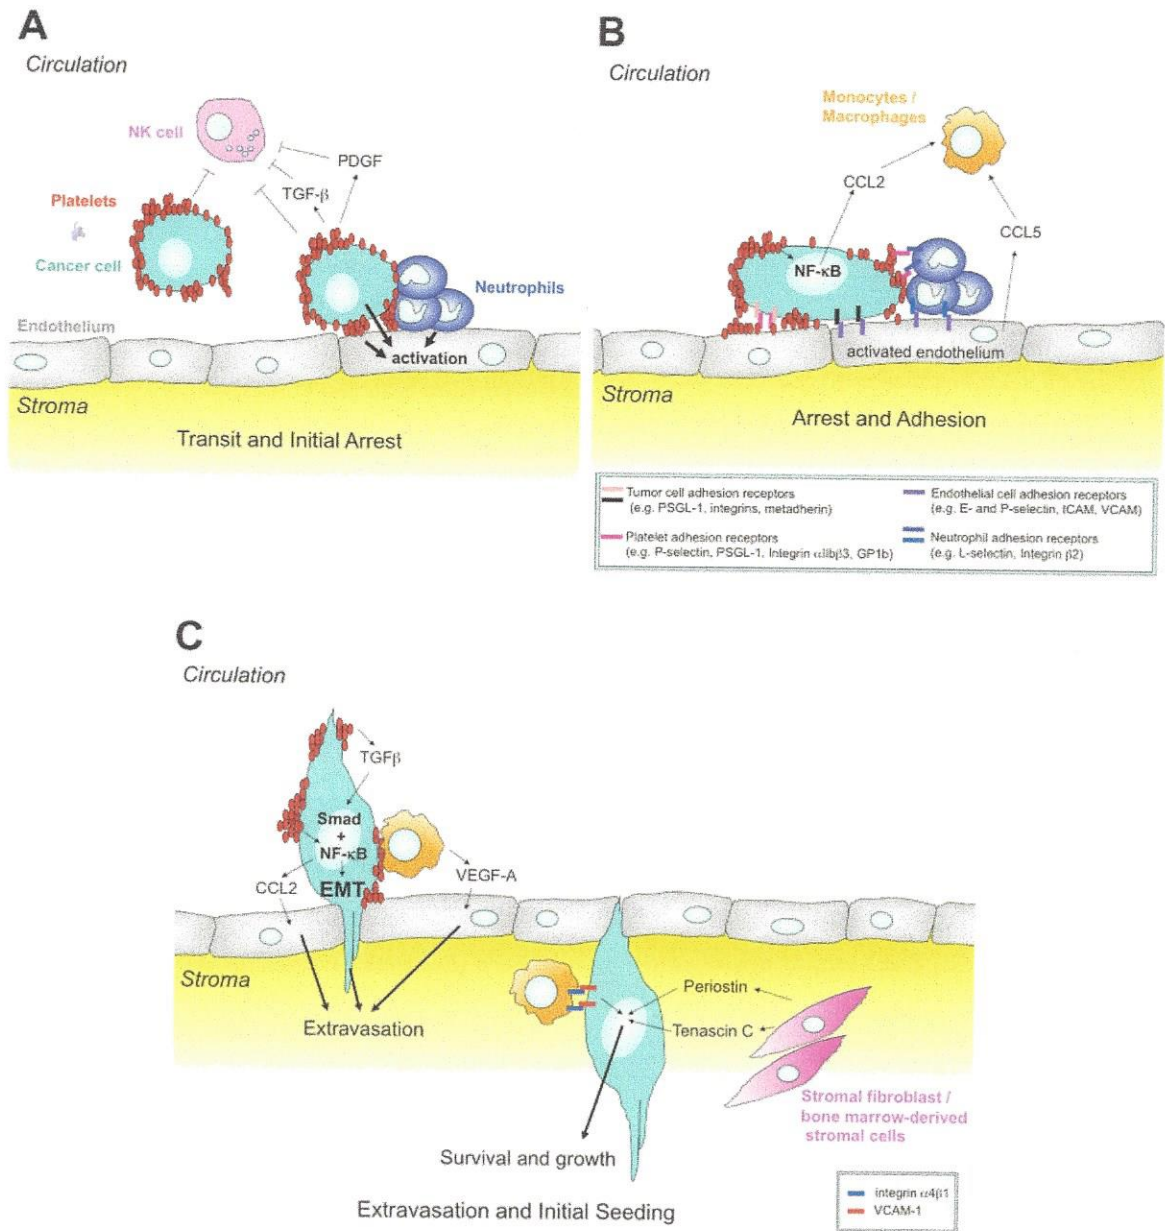 A
Circulation
NK cell
PDGF
TGF-β
Platelets
Cancer cell
Neutrophils
Endothelium
activation
Stroma
Transit and Initial Arrest
B
Circulation
Monocytes /
Macrophages
CCL2
CCL5
NF-κB
activated endothelium
Stroma
Arrest and Adhesion
Tumor cell adhesion receptors
(e.g. PSGL-1, integrins, metadherin)
Platelet adhesion receptors
(e.g. P-selectin, PSGL-1, Integrin αIIbβ3, GP1b)
Endothelial cell adhesion receptors
(e.g. E- and P-selectin, ICAM, VCAM)
Neutrophil adhesion receptors
(e.g. L-selectin, Integrin β2)
C
Circulation
TGFβ
Smad
+
NF-κB
CCL2
EMT
VEGF-A
Stroma
Extravasation
Periostin
Tenascin C
Stromal fibroblast /
bone marrow-derived
stromal cells
Survival and growth
Extravasation and Initial Seeding
integrin α4β1
VCAM-1